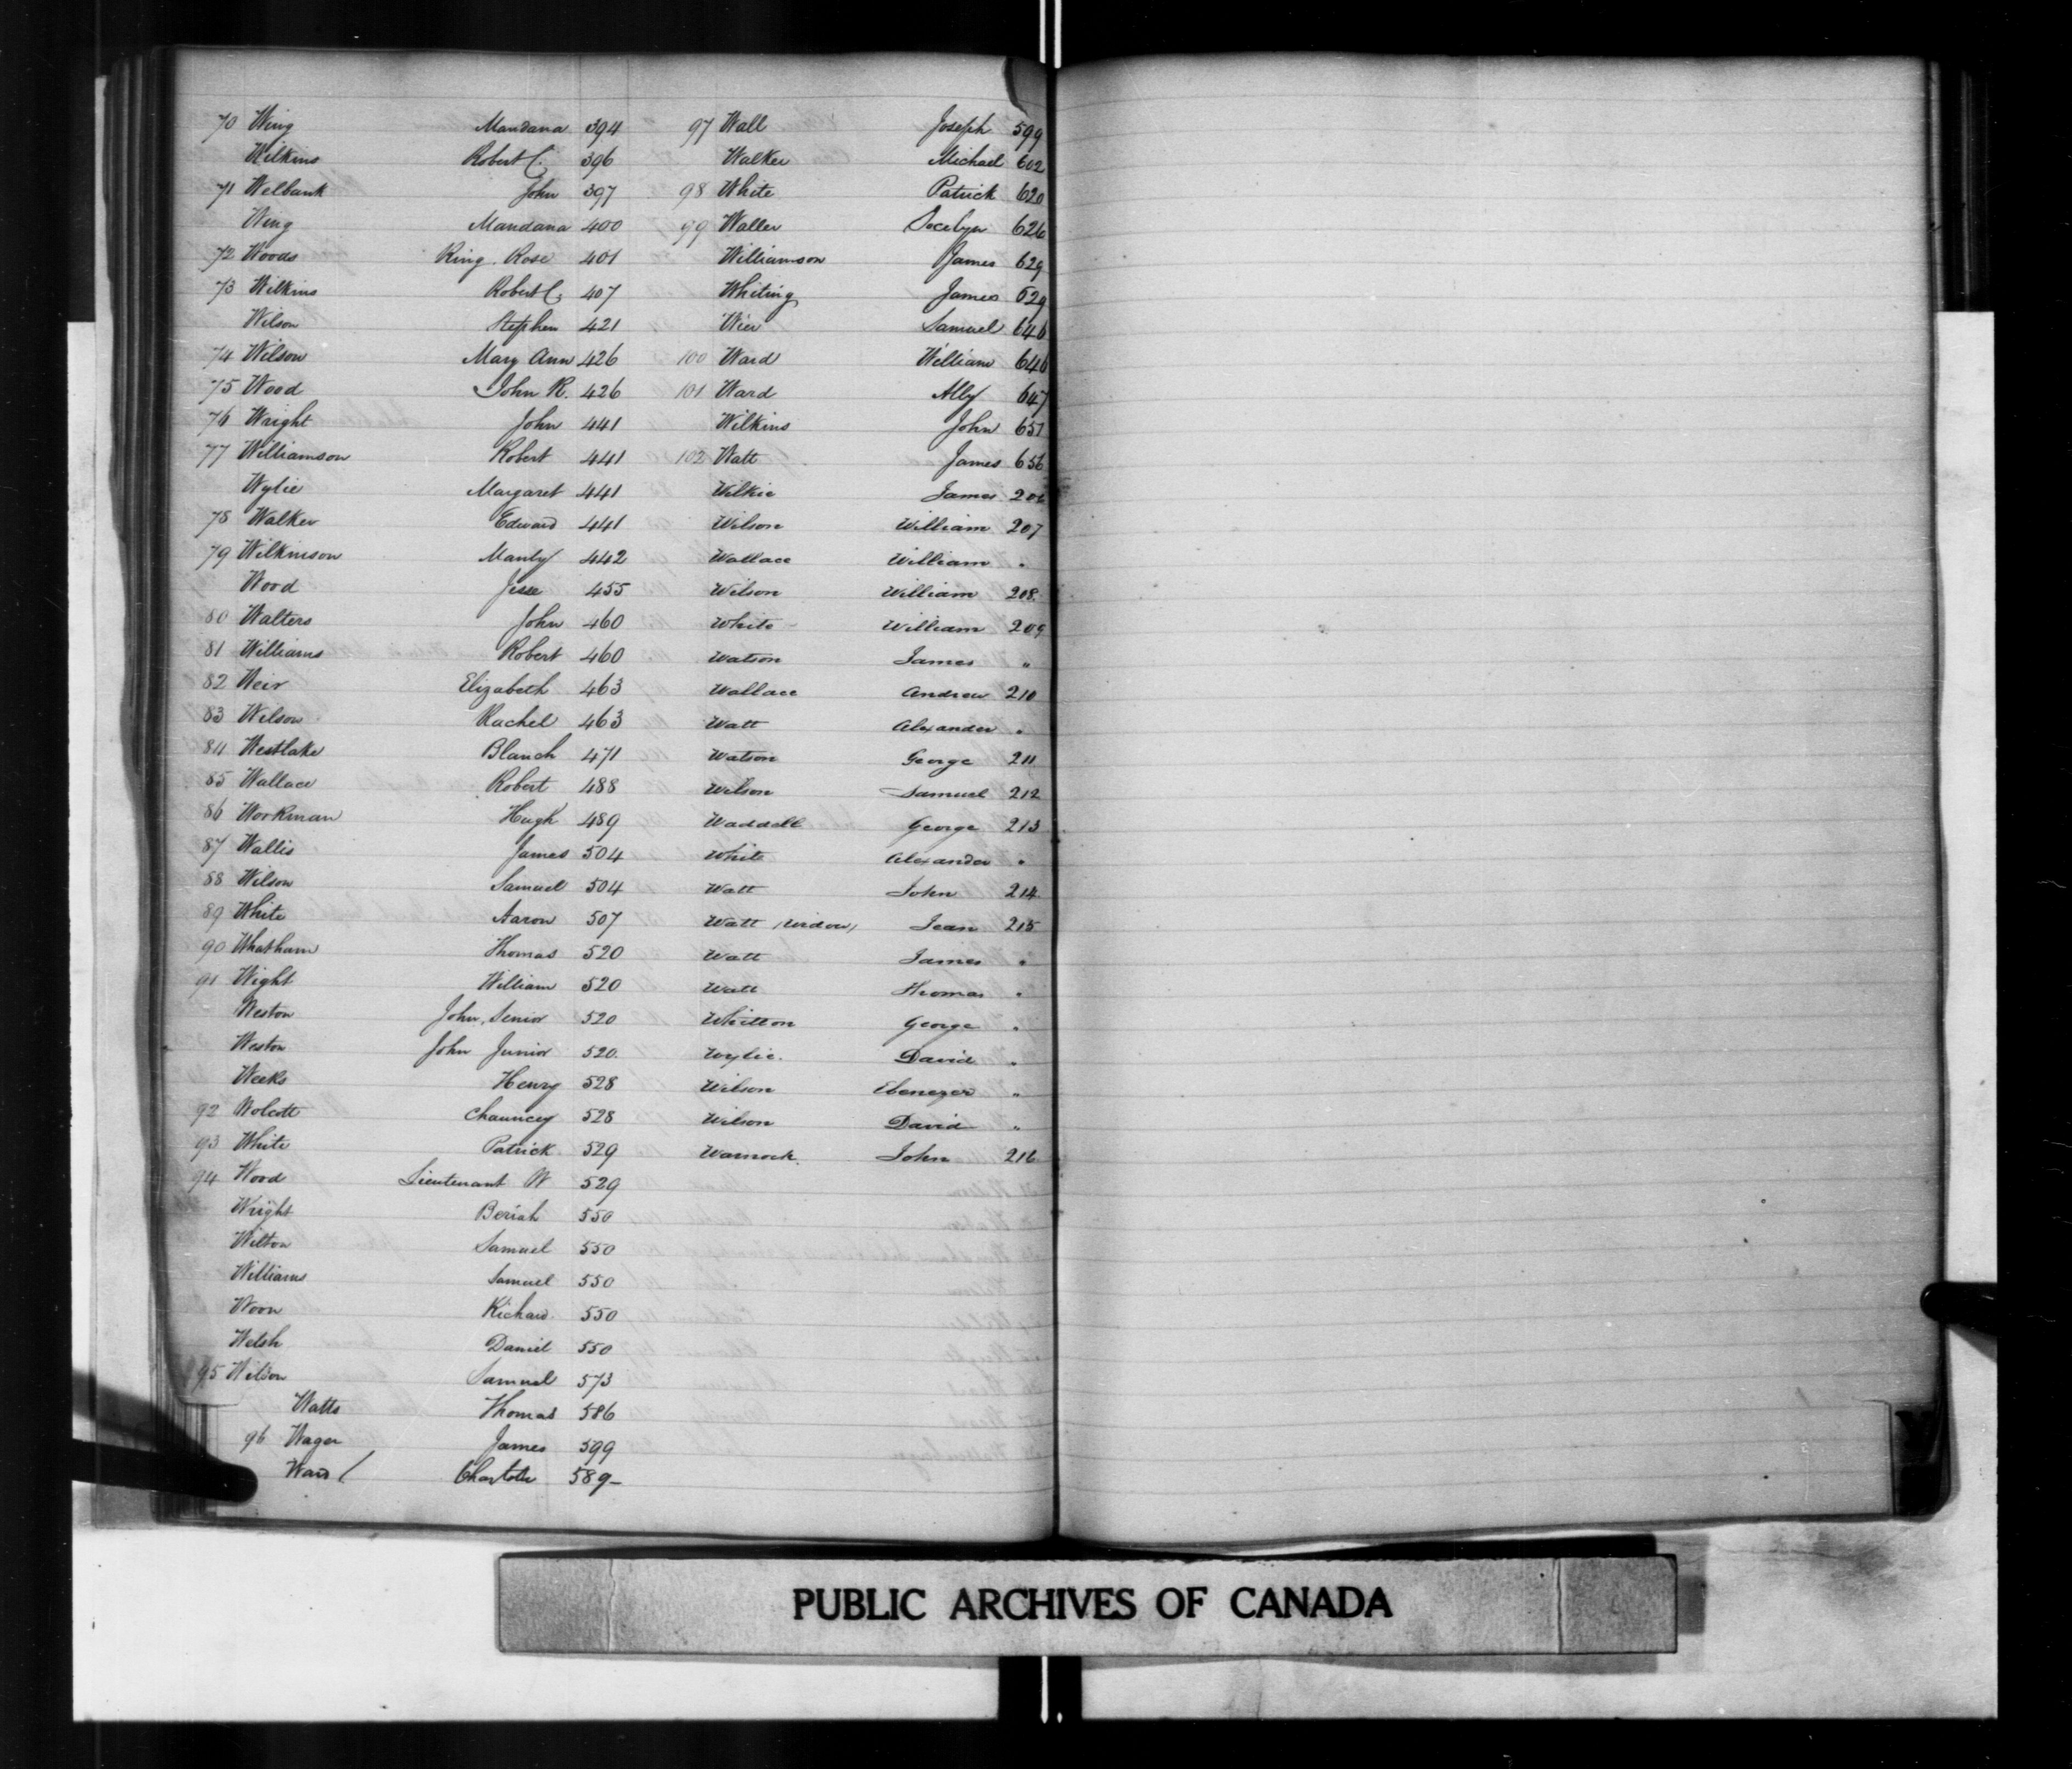 70 Wing Mandana 394
Wilkins Robert C. 396
71 Welbank John 397
Wing Mandana 400
72 Woods King Rose 401
73 Wilkins Robert C. 407
Wilson Stephen 421
74 Wilson Mary Ann 426
75 Wood John R. 426
76 Wright John 441
77 Williamson Robert 441
Wylie Margaret 441
78 Walker Edward 441
79 Wilkinson Manly 442
Wood Jesse 455
80 Walters John 460
81 Williams Robert 460
82 Weir Elizabeth 463
83 Wilson Rachel 463
84 Westlake Blanch 471
85 Wallace Robert 488
86 Workman Hugh 489
87 Wallis James 504
88 Wilson Samuel 504
89 White Aaron 507
90 Whatham Thomas 520
91 Wight William 520
Weston John, Senior 520
Weston John Junior 520
Weeks Henry 528
92 Wolcott Chauncey 528
93 White Patrick 529
94 Wood Lieutenant W 529
Wright Beriah 550
Wilton Samuel 550
Williams Samuel 550
Woon Richard 550
Welsh Daniel 550
95 Wilson Samuel 573
Watts Thomas 586
96 Wager James 599
Ward Charlotte 589
97 Wall Joseph 599
Walker Michael 602
98 White Patrick 620
99 Waller Jocelyn 626
Williamson James 629
Whiting James 629
Wier Samuel 646
100 Ward William 646
101 Ward Ally 647
Wilkins John 651
102 Watt James 656
Wilkie James 206
Wilson William 207
Wallace William "
Wilson William 208
White William 209
Watson James "
Wallace Andrew 210
Watt Alexander "
Watson George 211
Wilson Samuel 212
Waddell George 213
White Alexander "
Watt John 214
Watt (widow) Jean 215
Watt James "
Watt Thomas "
Whitton George "
Wylie David "
Wilson Ebenezer "
Wilson David "
Warnock John 216
PUBLIC ARCHIVES OF CANADA